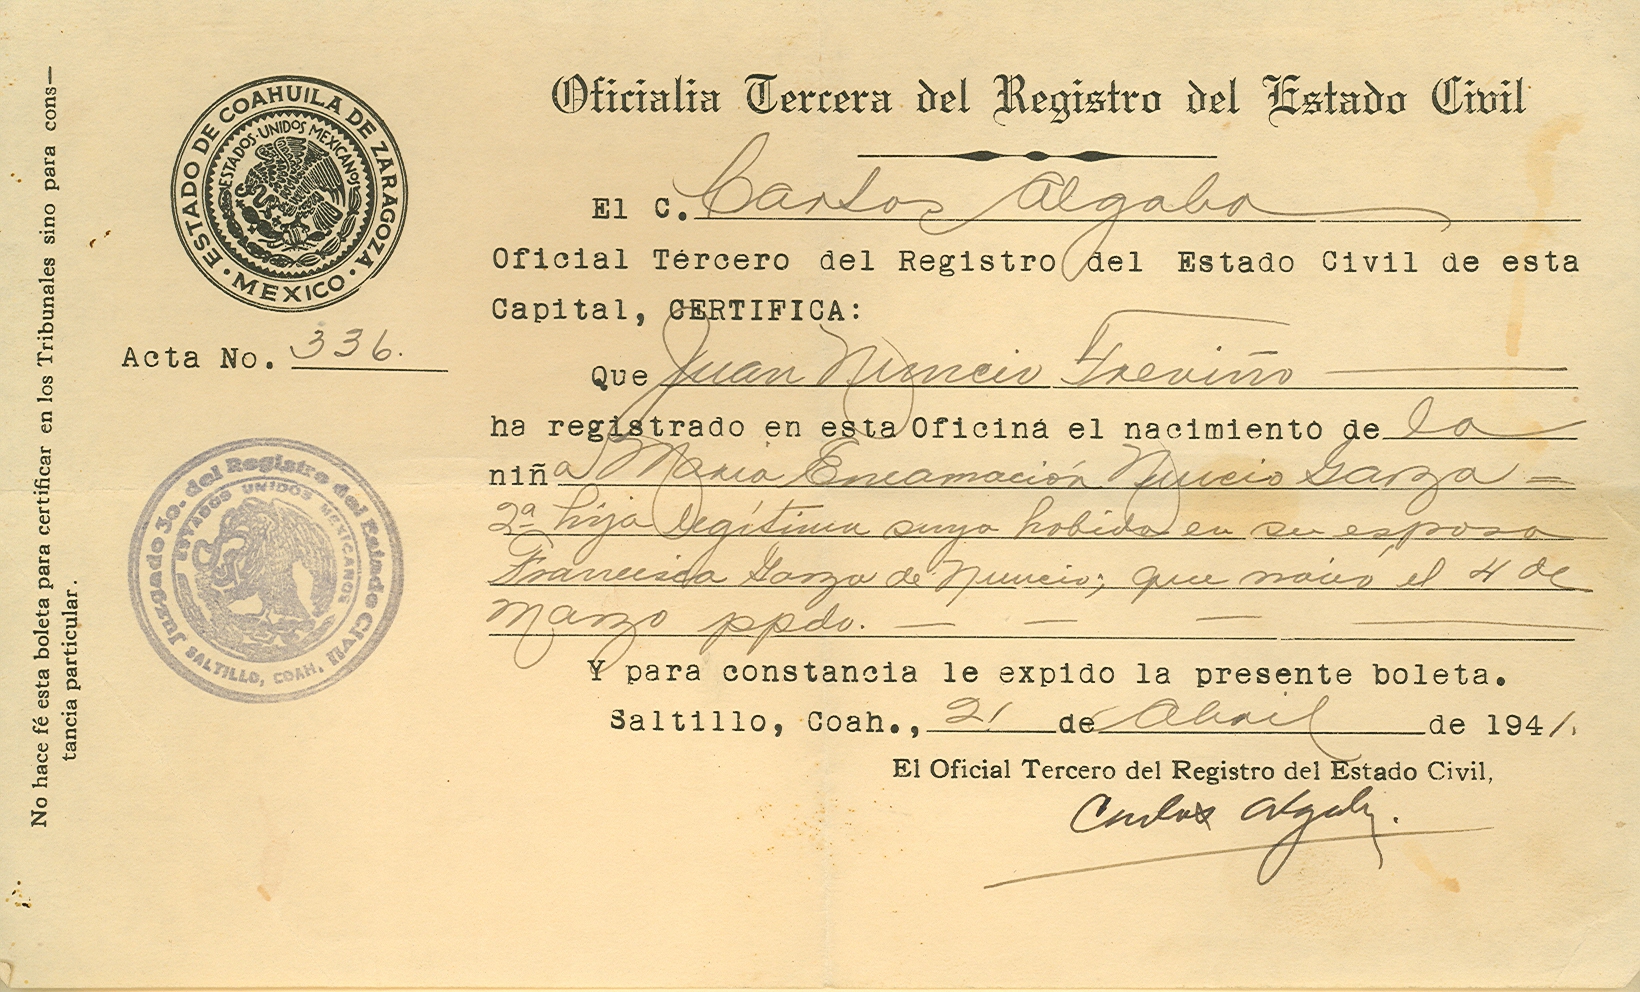 No hace fé esta boleta para certificar en los Tribunales sino para cons—
tancia particular.
ESTADO DE COAHUILA DE ZARAGOZA
ESTADOS UNIDOS MEXICANOS
MEXICO
Acta No. 336.
Juzgado 3o. del Registro del Estado Civil
ESTADOS UNIDOS MEXICANOS
SALTILLO, COAH.
Oficialia Tercera del Registro del Estado Civil
El C. Carlos Algaba
Oficial Tercero del Registro del Estado Civil de esta
Capital, CERTIFICA:
Que Juan Nuncio Treviño
ha registrado en esta Oficina el nacimiento de la
niña Maria Encarnación Nuncio Garza =
2ª hija legítima suya habida en su esposa
Francisca Garza de Nuncio; que nació el 4 de
Marzo ppdo. — — — —
Y para constancia le expido la presente boleta.
Saltillo, Coah., 21 de Abril de 1941.
El Oficial Tercero del Registro del Estado Civil,
Carlos Algaba.